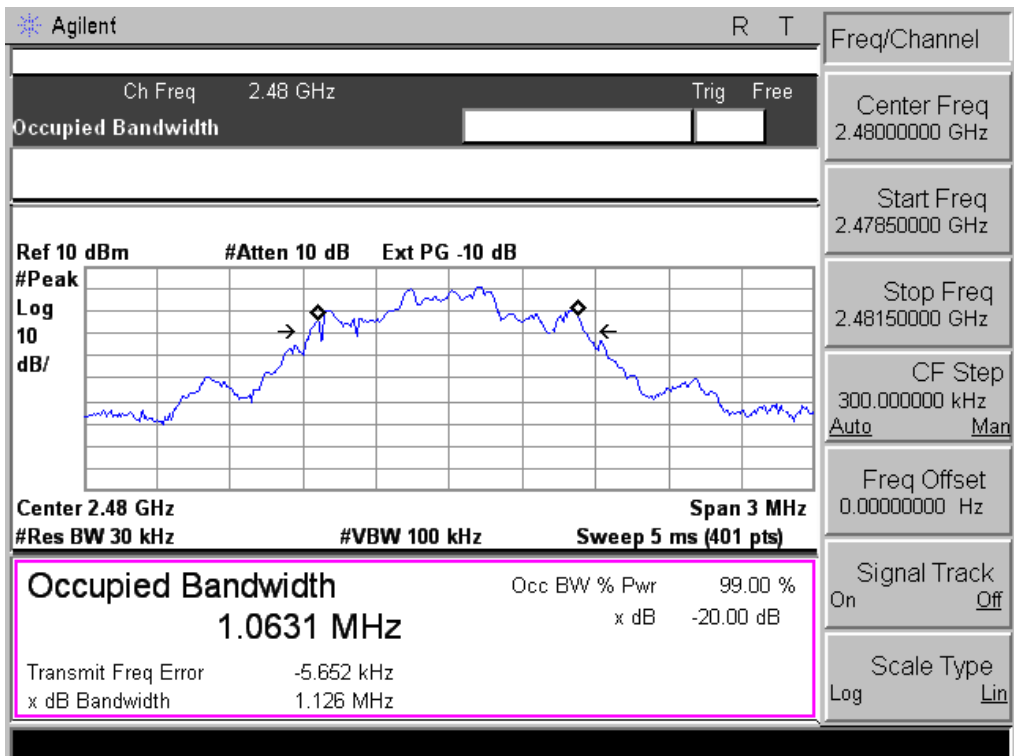 Agilent R T
Ch Freq 2.48 GHz Trig Free
Occupied Bandwidth
Ref 10 dBm #Atten 10 dB Ext PG -10 dB
#Peak
Log
10
dB/
Center 2.48 GHz Span 3 MHz
#Res BW 30 kHz #VBW 100 kHz Sweep 5 ms (401 pts)
Occupied Bandwidth
1.0631 MHz
Occ BW % Pwr 99.00 %
x dB -20.00 dB
Transmit Freq Error -5.652 kHz
x dB Bandwidth 1.126 MHz
Freq/Channel
Center Freq
2.48000000 GHz
Start Freq
2.47850000 GHz
Stop Freq
2.48150000 GHz
CF Step
300.000000 kHz
Auto Man
Freq Offset
0.00000000 Hz
Signal Track
On Off
Scale Type
Log Lin